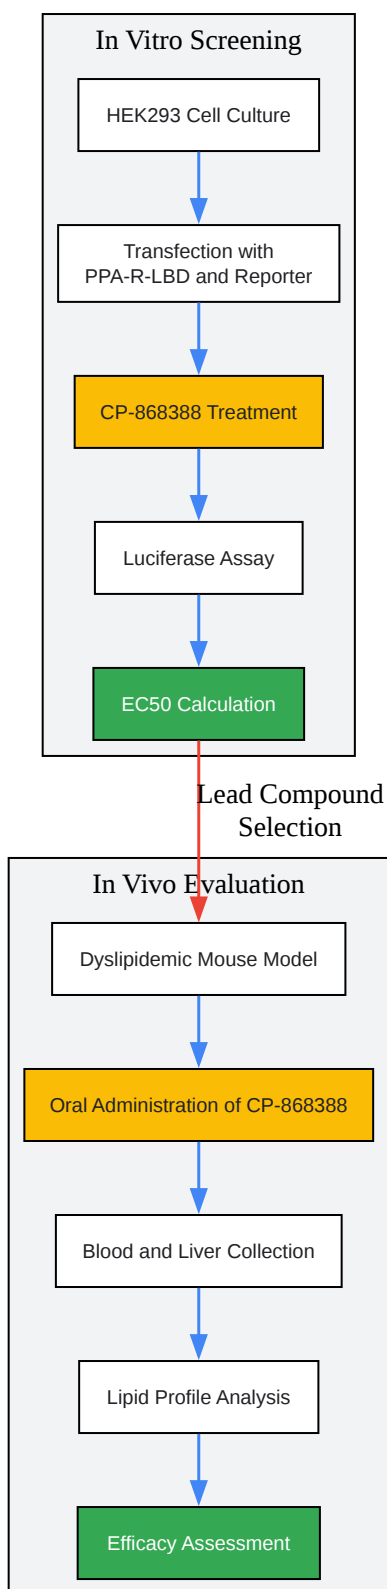 In Vitro Screening
HEK293 Cell Culture
Transfection with
PPA-R-LBD and Reporter
CP-868388 Treatment
Luciferase Assay
EC50 Calculation
Lead Compound
Selection
In Vivo Evaluation
Dyslipidemic Mouse Model
Oral Administration of CP-868388
Blood and Liver Collection
Lipid Profile Analysis
Efficacy Assessment